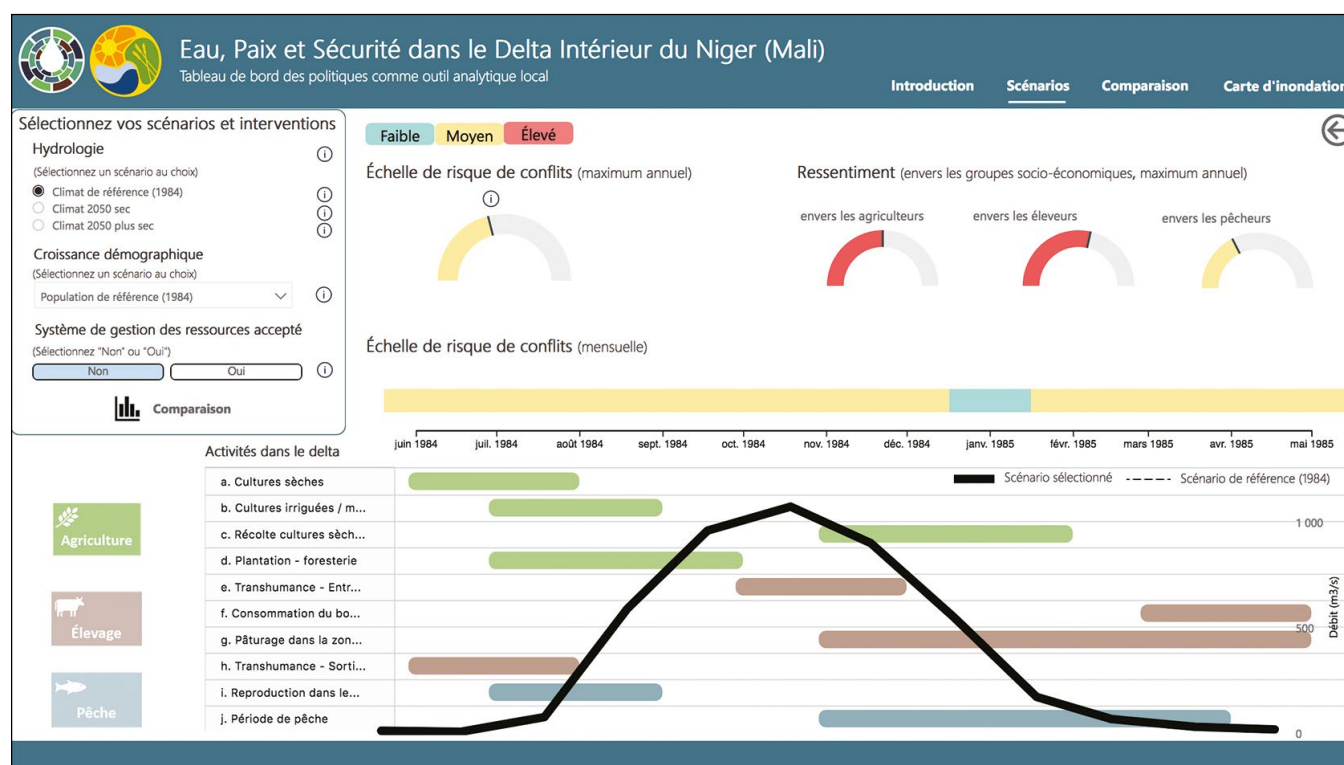 Eau, Paix et Sécurité dans le Delta Intérieur du Niger (Mali)
Tableau de bord des politiques comme outil analytique local
Introduction
Scénarios
Comparaison
Carte d'inondation
Sélectionnez vos scénarios et interventions
Hydrologie
(Sélectionnez un scénario au choix)
Climat de référence (1984)
Climat 2050 sec
Climat 2050 plus sec
Croissance démographique
(Sélectionnez un scénario au choix)
Population de référence (1984)
Système de gestion des ressources accepté
(Sélectionnez "Non" ou "Oui")
Non
Oui
Comparaison
Faible
Moyen
Élevé
Échelle de risque de conflits (maximum annuel)
Ressentiment (envers les groupes socio-économiques, maximum annuel)
envers les agriculteurs
envers les éleveurs
envers les pêcheurs
Échelle de risque de conflits (mensuelle)
juin 1984
juil. 1984
août 1984
sept. 1984
oct. 1984
nov. 1984
déc. 1984
janv. 1985
févr. 1985
mars 1985
avr. 1985
mai 1985
Activités dans le delta
Scénario sélectionné
Scénario de référence (1984)
a. Cultures sèches
b. Cultures irriguées / m...
c. Récolte cultures sèch...
d. Plantation - foresterie
e. Transhumance - Entr...
f. Consommation du bo...
g. Pâturage dans la zon...
h. Transhumance - Sorti...
i. Reproduction dans le...
j. Période de pêche
Agriculture
Élevage
Pêche
1 000
500
0
Débit (m3/s)